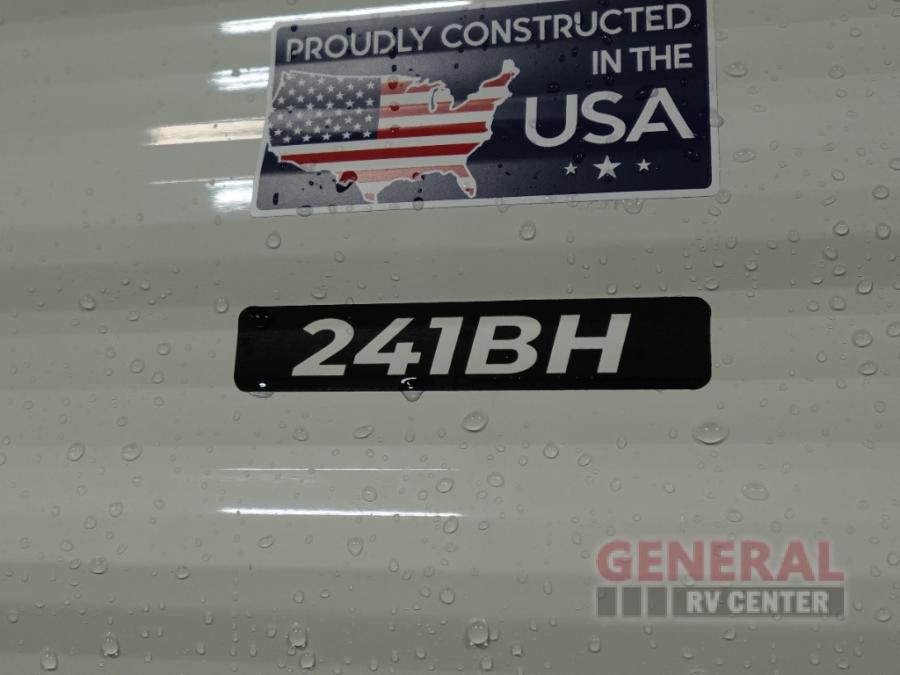 PROUDLY CONSTRUCTED
IN THE
USA
241BH
GENERAL
RV CENTER